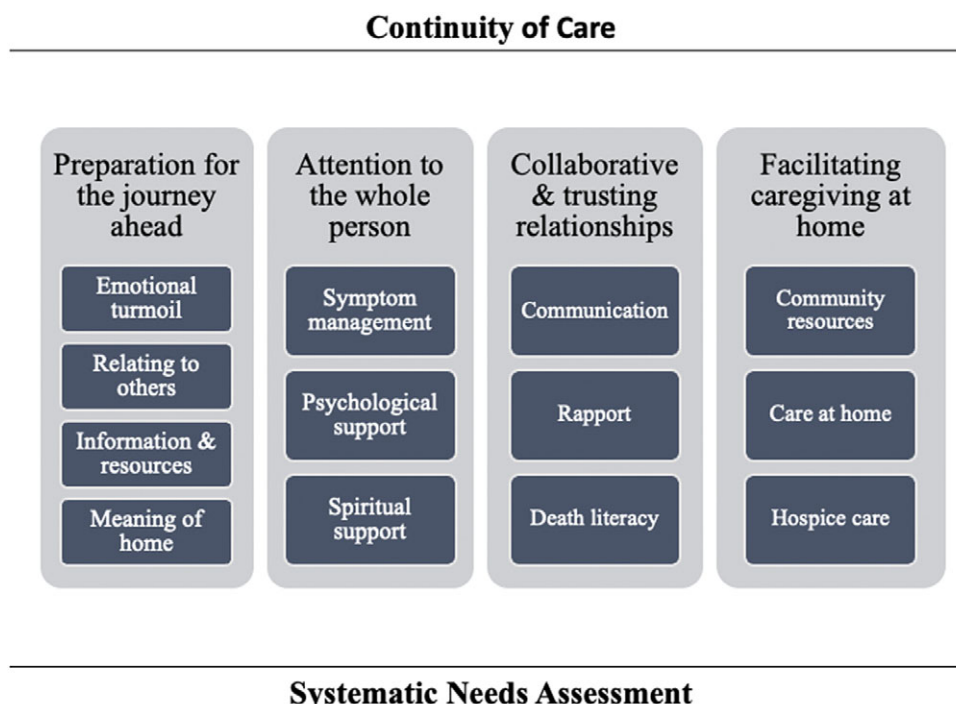 Continuity of Care
Preparation for
the journey
ahead
Emotional
turmoil
Relating to
others
Information &
resources
Meaning of
home
Attention to
the whole
person
Symptom
management
Psychological
support
Spiritual
support
Collaborative
& trusting
relationships
Communication
Rapport
Death literacy
Facilitating
caregiving at
home
Community
resources
Care at home
Hospice care
Systematic Needs Assessment